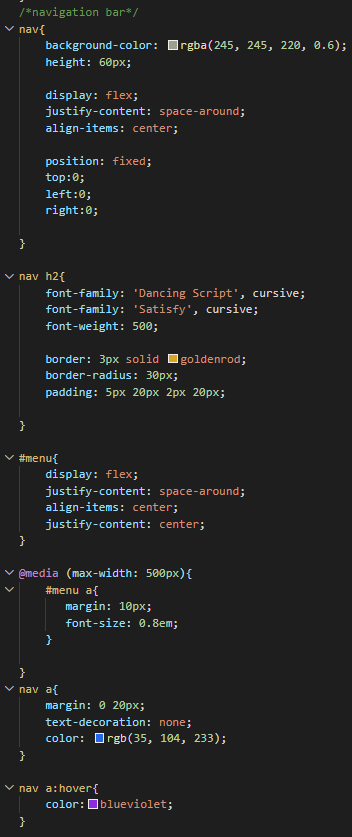 /*navigation bar*/
nav{
background-color: rgba(245, 245, 220, 0.6);
height: 60px;
display: flex;
justify-content: space-around;
align-items: center;
position: fixed;
top:0;
left:0;
right:0;
}
nav h2{
font-family: 'Dancing Script', cursive;
font-family: 'Satisfy', cursive;
font-weight: 500;
border: 3px solid goldenrod;
border-radius: 30px;
padding: 5px 20px 2px 20px;
}
#menu{
display: flex;
justify-content: space-around;
align-items: center;
justify-content: center;
}
@media (max-width: 500px){
#menu a{
margin: 10px;
font-size: 0.8em;
}
}
nav a{
margin: 0 20px;
text-decoration: none;
color: rgb(35, 104, 233);
}
nav a:hover{
color:blueviolet;
}